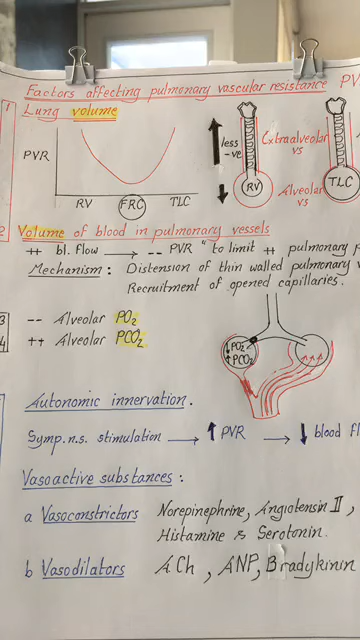 Factors affecting pulmonary vascular resistance PV
1 Lung volume
PVR
RV FRC TLC
less
-ve
RV
Extraalveolar
vs
Alveolar
vs
TLC
2 Volume of blood in pulmonary vessels
++ bl. flow → -- PVR "to limit ++ pulmonary p
Mechanism : Distension of thin walled pulmonary v
Recruitment of opened capillaries.
3 -- Alveolar PO2
4 ++ Alveolar PCO2
↓ PO2
↑ PCO2
Autonomic innervation.
Symp. n.s. stimulation → ↑ PVR → ↓ blood fl
Vasoactive substances :
a Vasoconstrictors Norepinephrine, Angiotensin II,
Histamine & Serotonin.
b Vasodilators ACh, ANP, Bradykinin